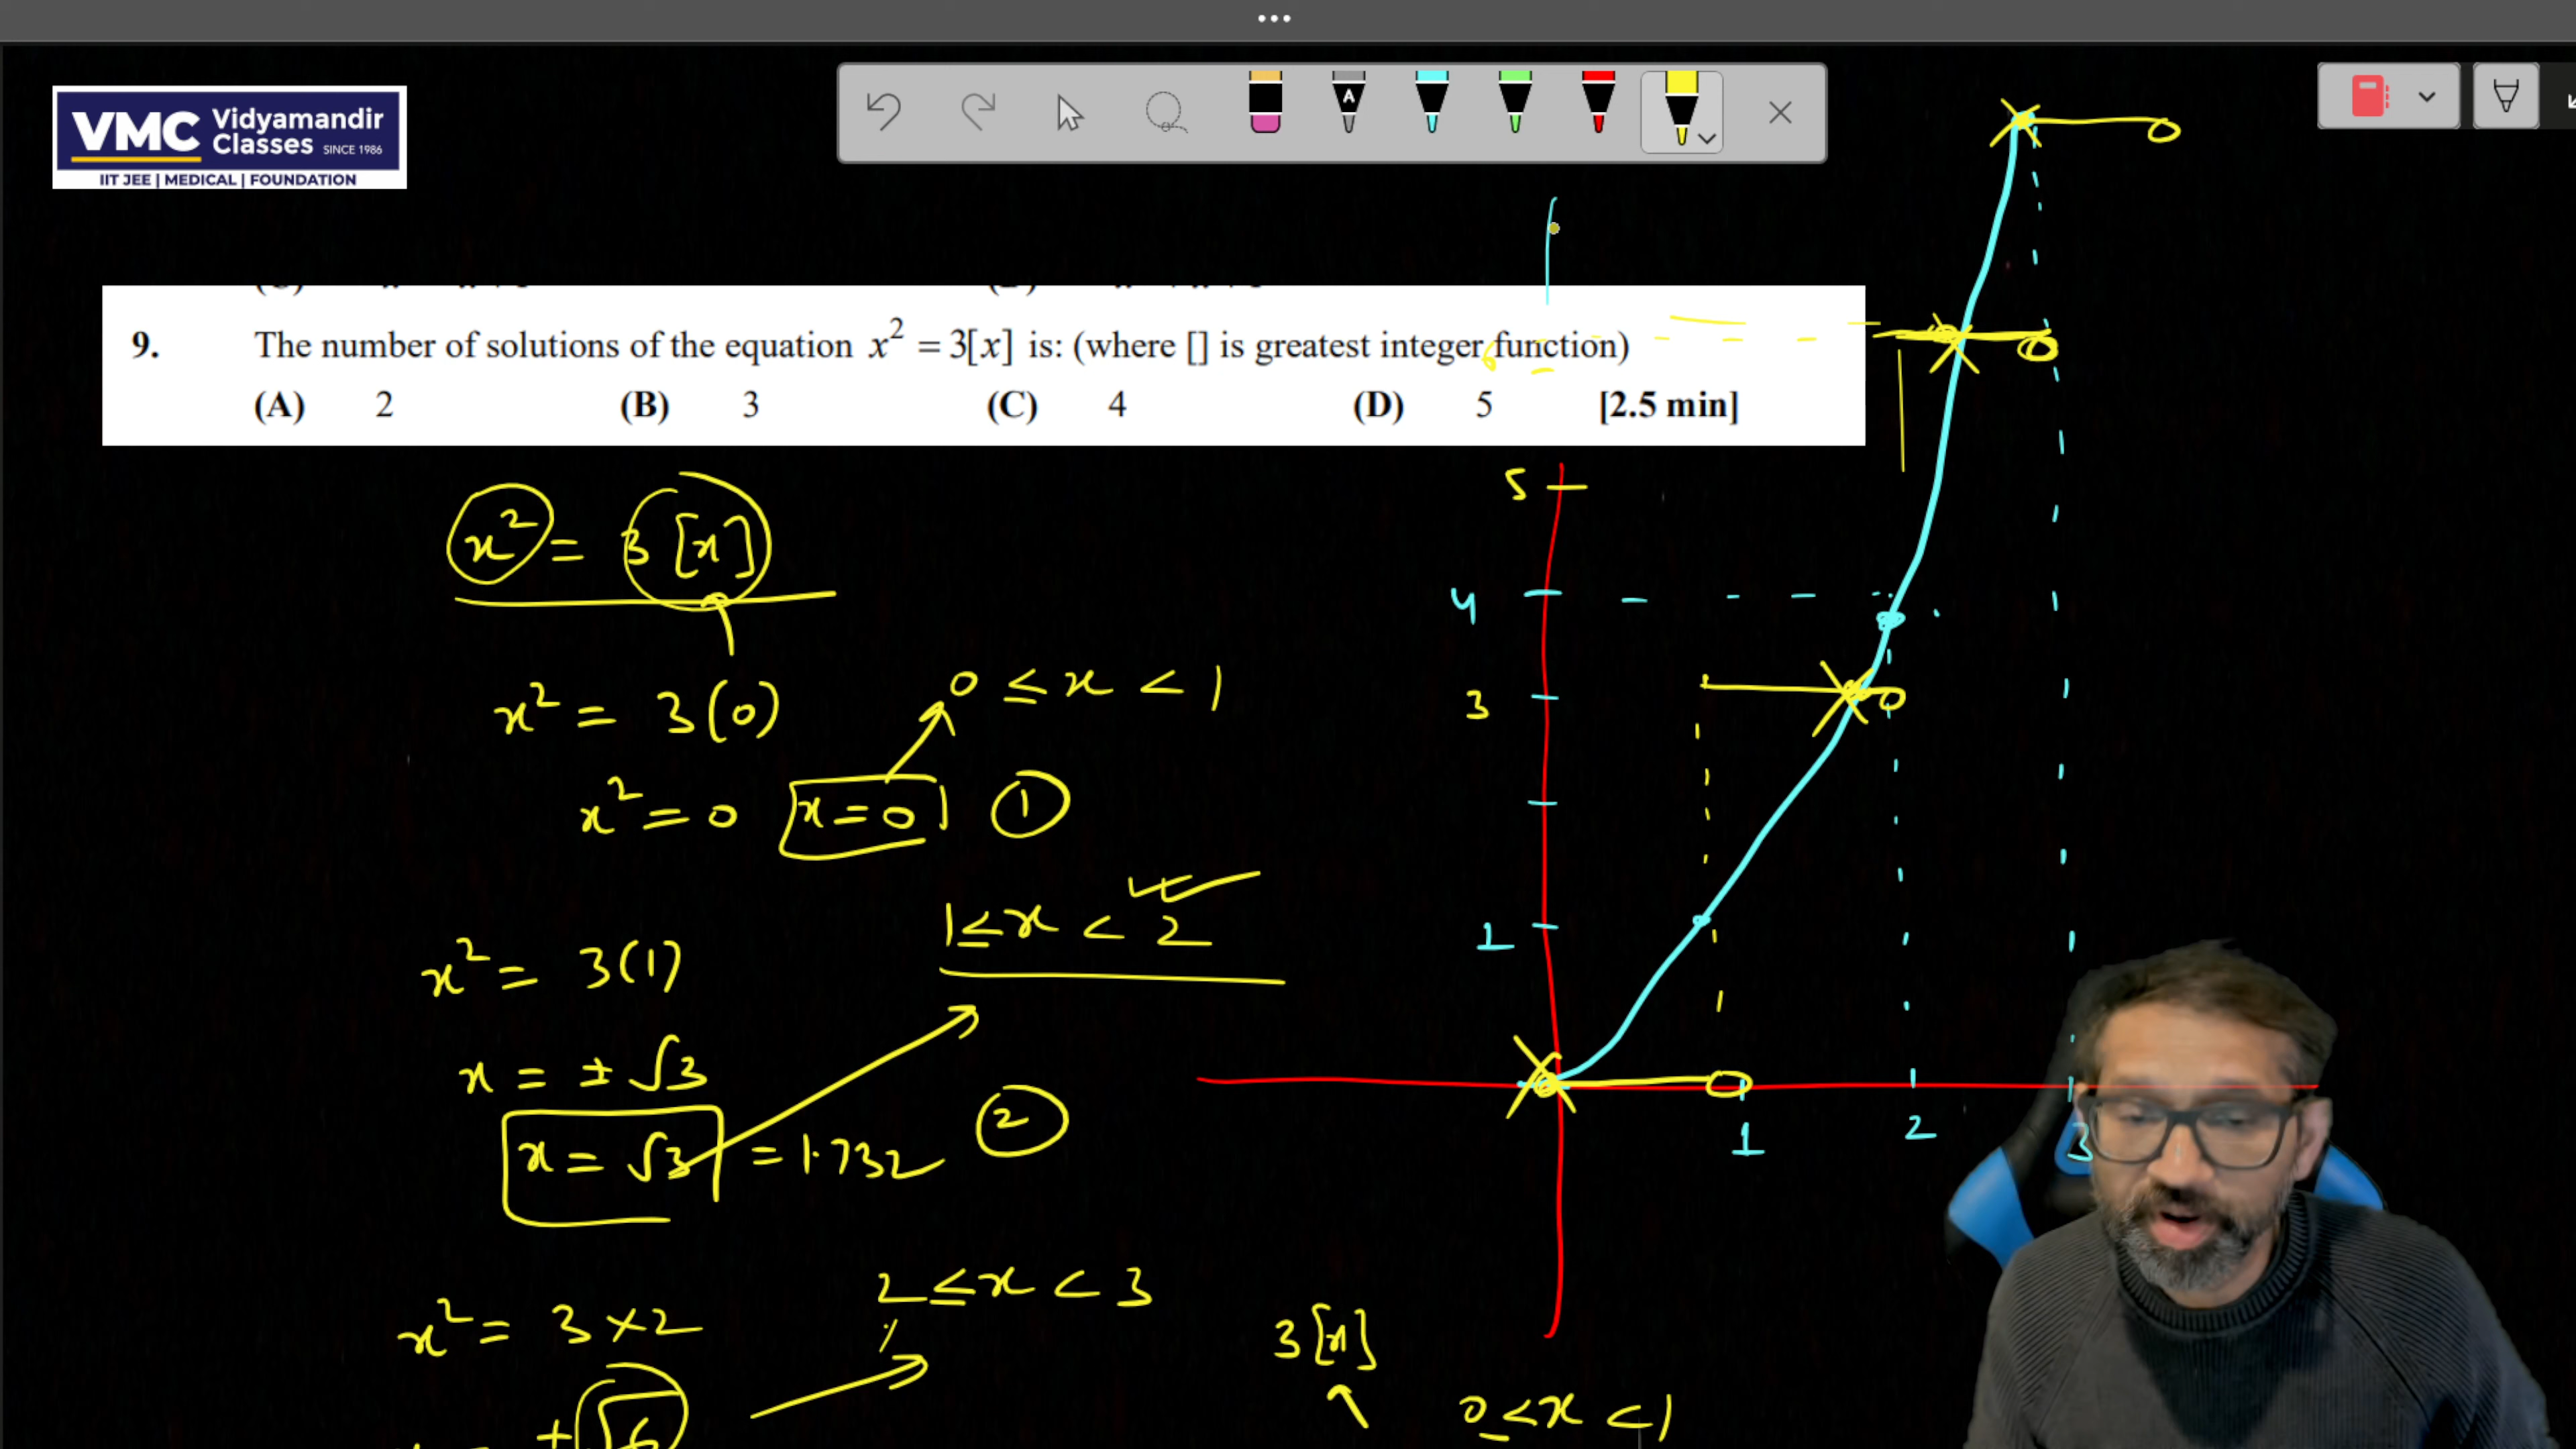 VMC Vidyamandir Classes SINCE 1986
IIT JEE | MEDICAL | FOUNDATION
A
9. The number of solutions of the equation x² = 3[x] is: (where [] is greatest integer function)
(A) 2 (B) 3 (C) 4 (D) 5 [2.5 min]
x² = 3[x]
x² = 3(0) 0 ≤ x < 1
x² = 0 x = 0 ①
x² = 3(1) 1 ≤ x < 2
x = ± √3
x = √3 = 1.732 ②
x² = 3 × 2 2 ≤ x < 3
± √6
6
5
4
3
1
1 2 3
3[x]
0 ≤ x < 1